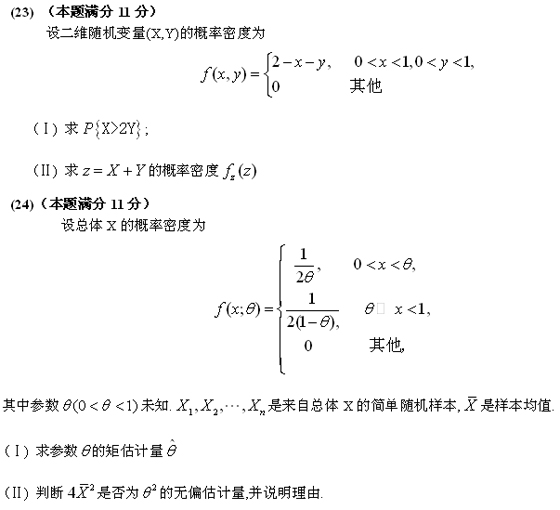 (23) (本题满分 11 分)
设二维随机变量(X,Y)的概率密度为
f(x,y)={2-x-y, 0<x<1,0<y<1,
0 其他
(Ⅰ) 求 P{X>2Y};
(Ⅱ) 求 z=X+Y 的概率密度 f_z(z)
(24)(本题满分 11 分)
设总体 X 的概率密度为
f(x;θ)={1/2θ, 0<x<θ,
1/2(1-θ), θ□ x<1,
0 其他,
其中参数 θ(0<θ<1) 未知. X₁,X₂,⋯,Xₙ 是来自总体 X 的简单随机样本, X̄ 是样本均值.
(Ⅰ) 求参数 θ 的矩估计量 θ̂
(Ⅱ) 判断 4X̄² 是否为 θ² 的无偏估计量,并说明理由.